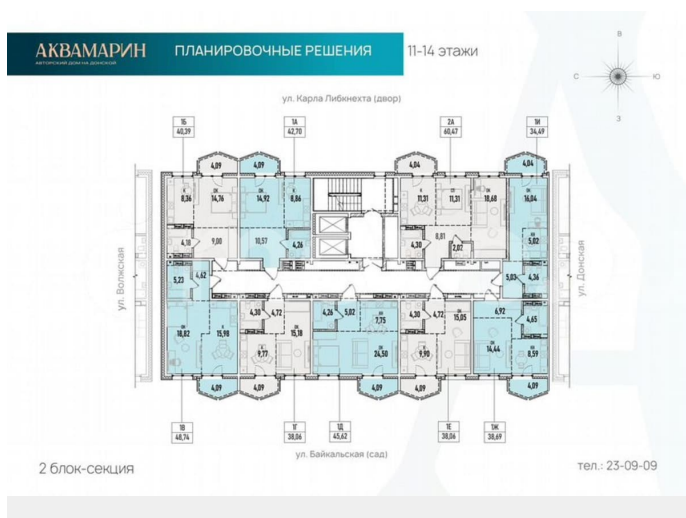 АКВАМАРИН
АВТОРСКИЙ ДОМ НА ДОНСКОЙ
ПЛАНИРОВОЧНЫЕ РЕШЕНИЯ
11-14 этажи
В
С Ю
З
ул. Карла Либкнехта (двор)
1Б
40,39
1А
42,70
2А
60,47
1И
34,49
4,09 4,09 4,04 4,04
8,36 14,76 14,92 8,86 11,31 11,31 18,68 16,04
4,18 9,00 10,57 4,26 4,30 8,81 2,02 5,02
ул. Волжская
ул. Донская
5,23 4,62 5,03 4,36
4,30 4,72 4,26 5,02 7,75 4,30 4,72 15,05 6,92 4,65
18,82 15,98 9,77 15,18 24,50 9,90 14,44 8,59
4,09 4,09 4,09 4,09 4,09
1В
48,74
1Г
38,06
1Д
45,62
1Е
38,06
1Ж
38,69
ул. Байкальская (сад)
2 блок-секция
тел.: 23-09-09